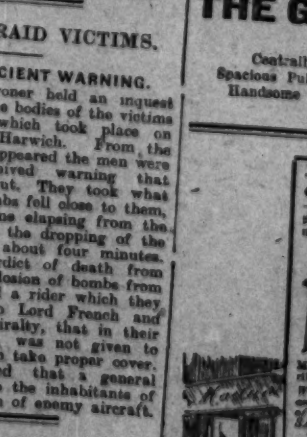 RAID VICTIMS.
CIENT WARNING.
oner held an inquest
e bodies of the victims
which took place on
Harwich. From the
appeared the men were
eived warning that
ut. They took what
mbs fell close to them,
me elapsing from the
the dropping of the
about four minutes.
rdict of death from
losion of bombs from
d a rider which they
o Lord French and
iralty, that in their
was not given to
o take proper cover.
ed that a general
o the inhabitants of
h of enemy aircraft.
THE G
Centrall
Spacious Pu
Handsome